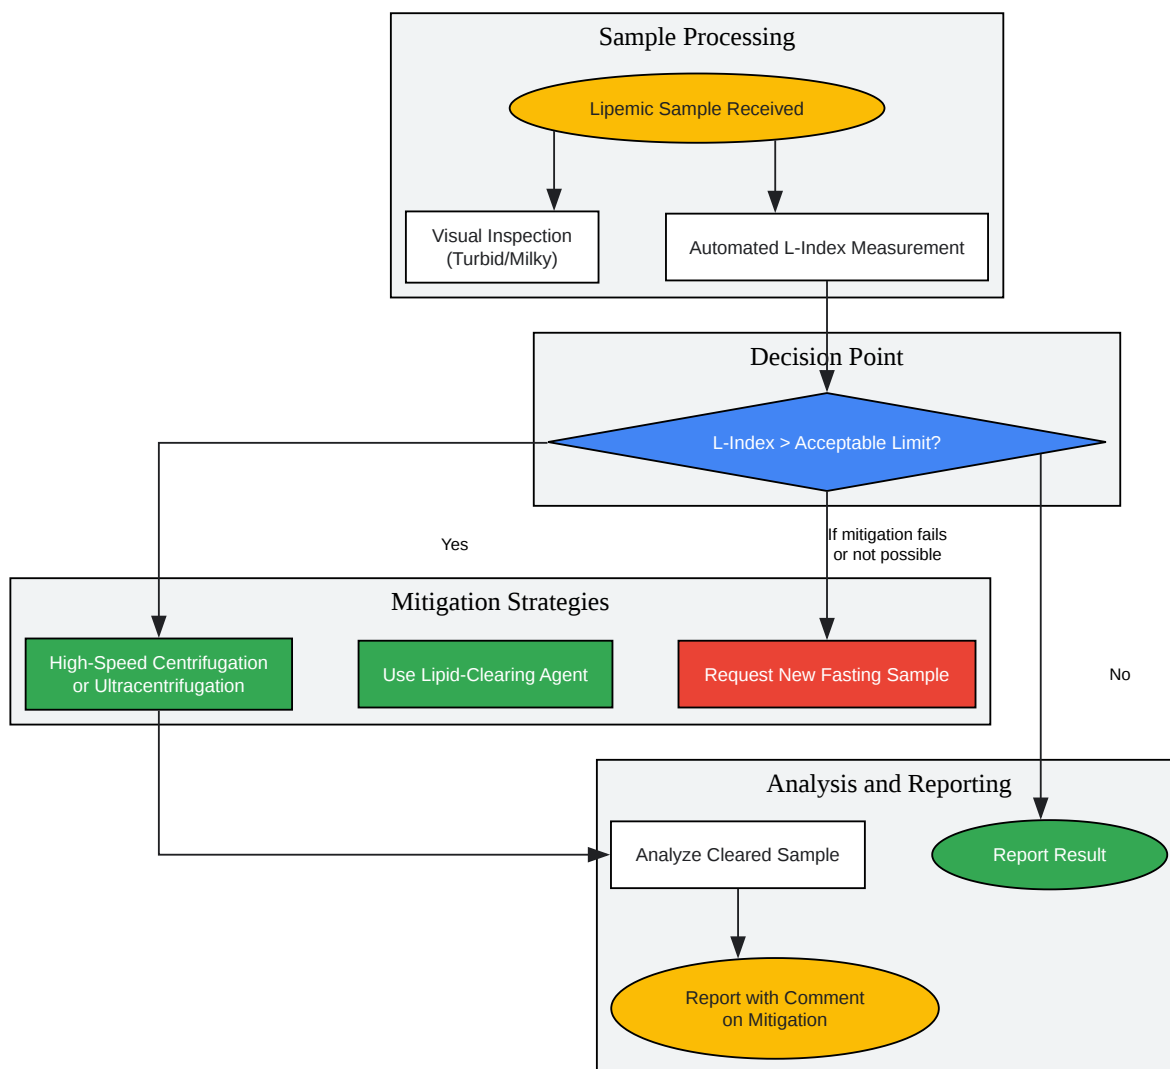 Sample Processing
Lipemic Sample Received
Visual Inspection
(Turbid/Milky)
Automated L-Index Measurement
Decision Point
L-Index > Acceptable Limit?
Yes
If mitigation fails
or not possible
Mitigation Strategies
High-Speed Centrifugation
or Ultracentrifugation
Use Lipid-Clearing Agent
Request New Fasting Sample
No
Analysis and Reporting
Analyze Cleared Sample
Report Result
Report with Comment
on Mitigation